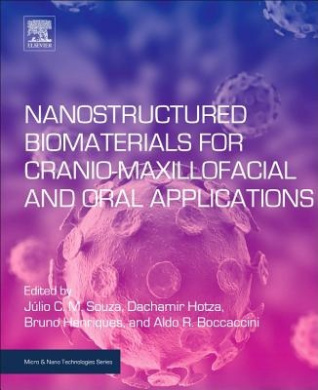 ELSEVIER
NANOSTRUCTURED
BIOMATERIALS FOR
CRANIO-MAXILLOFACIAL
AND ORAL APPLICATIONS
Edited by
Júlio C. M. Souza, Dachamir Hotza,
Bruno Henriques, and Aldo R. Boccaccini
Micro & Nano Technologies Series